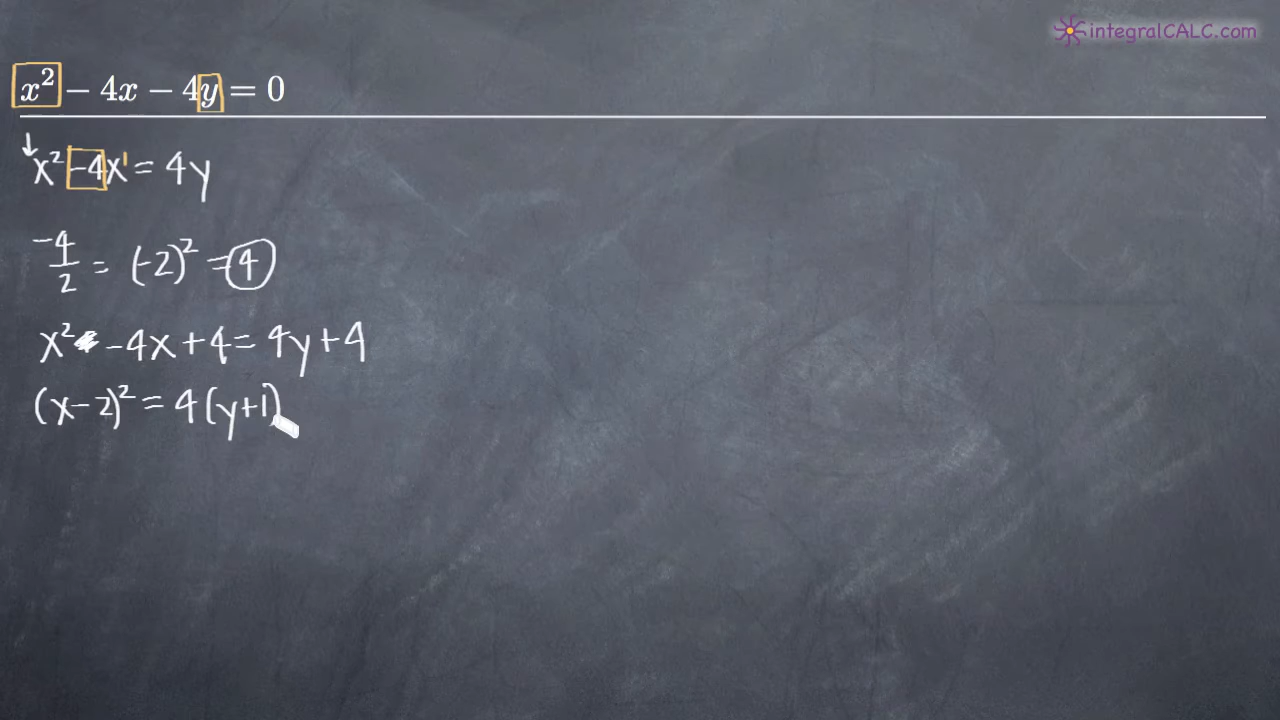 integralCALC.com
x² − 4x − 4y = 0
x² -4x¹ = 4y
-4/2 = (-2)² = 4
x² -4x + 4 = 4y + 4
(x - 2)² = 4(y+1)